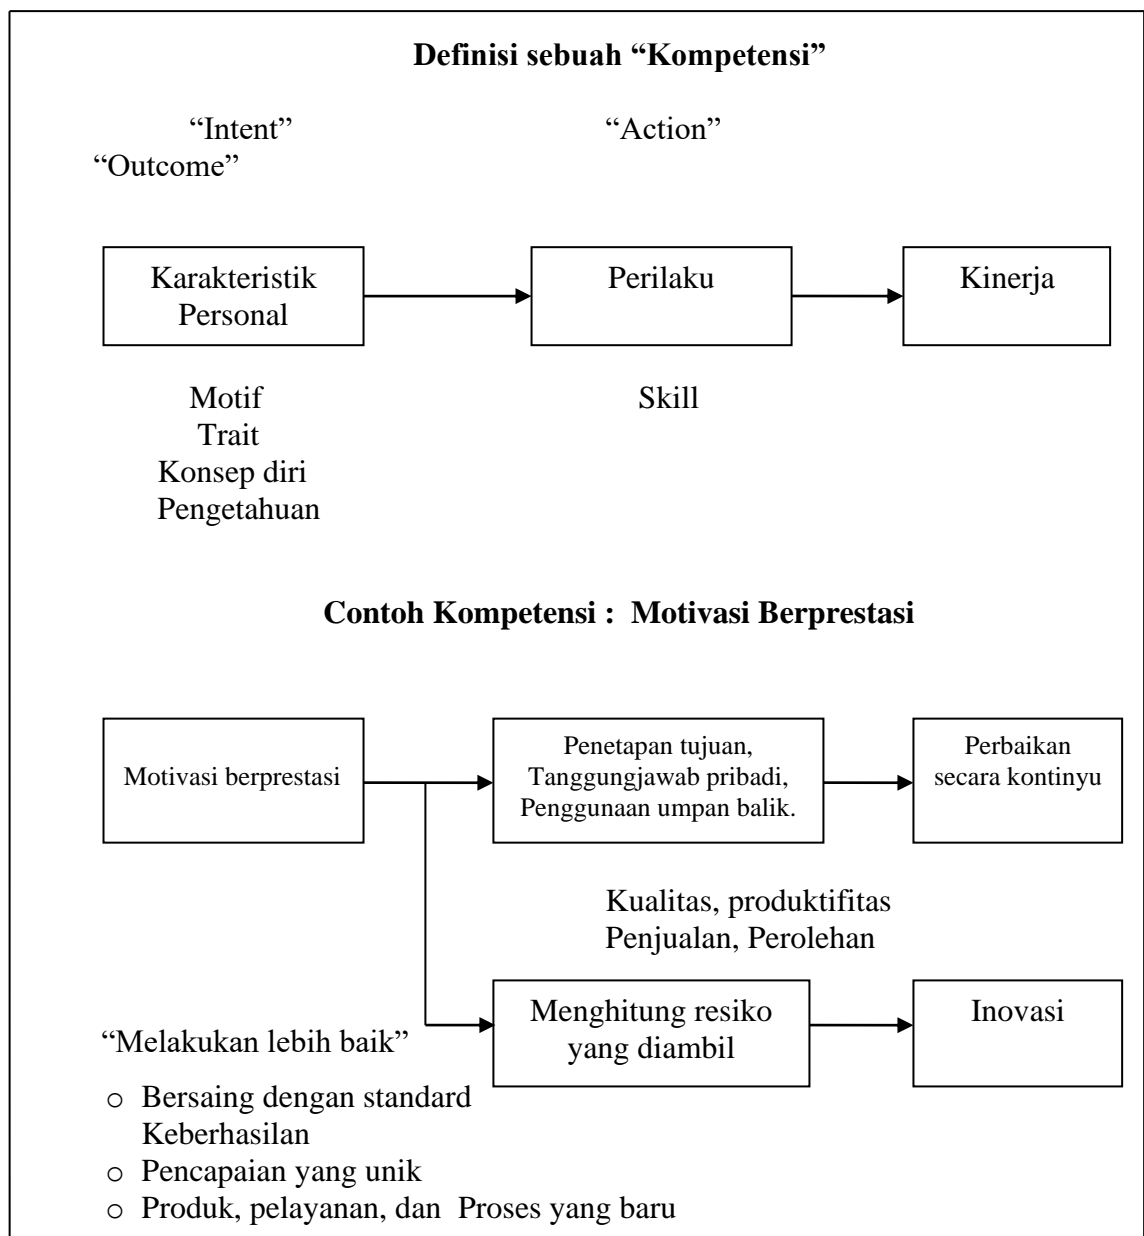 Definisi sebuah “Kompetensi”
“Intent” “Action”
“Outcome”
Karakteristik
Personal
Perilaku
Kinerja
Motif
Trait
Konsep diri
Pengetahuan
Skill
Contoh Kompetensi : Motivasi Berprestasi
Motivasi berprestasi
Penetapan tujuan,
Tanggungjawab pribadi,
Penggunaan umpan balik.
Perbaikan
secara kontinyu
Kualitas, produktifitas
Penjualan, Perolehan
Menghitung resiko
yang diambil
Inovasi
“Melakukan lebih baik”
o Bersaing dengan standard
Keberhasilan
o Pencapaian yang unik
o Produk, pelayanan, dan Proses yang baru